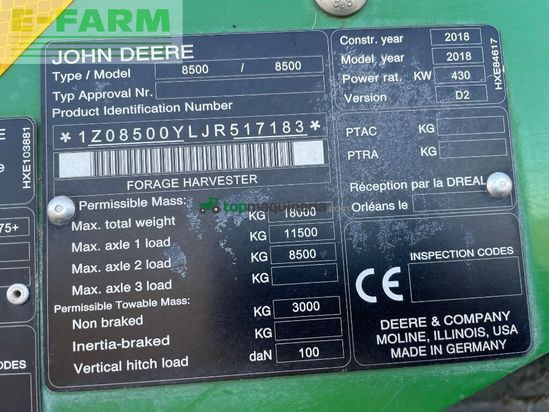 E-FARM
JOHN DEERE
Type / Model 8500 / 8500
Typ Approval Nr.
Product Identification Number
*1Z08500YLJR517183*
FORAGE HARVESTER
Permissible Mass:
Max. total weight KG 18000
Max. axle 1 load KG 11500
Max. axle 2 load KG 8500
Max. axle 3 load KG
Permissible Towable Mass:
Non braked KG 3000
Inertia-braked KG
Vertical hitch load daN 100
Constr. year 2018
Model year 2018
Power rat. KW 430
Version D2
HXE84617
PTAC KG
PTRA KG
Réception par la DREAL
Orléans le
INSPECTION CODES
CE
DEERE & COMPANY
MOLINE, ILLINOIS, USA
MADE IN GERMANY
HXE103881
75+
topmaquinaria.com